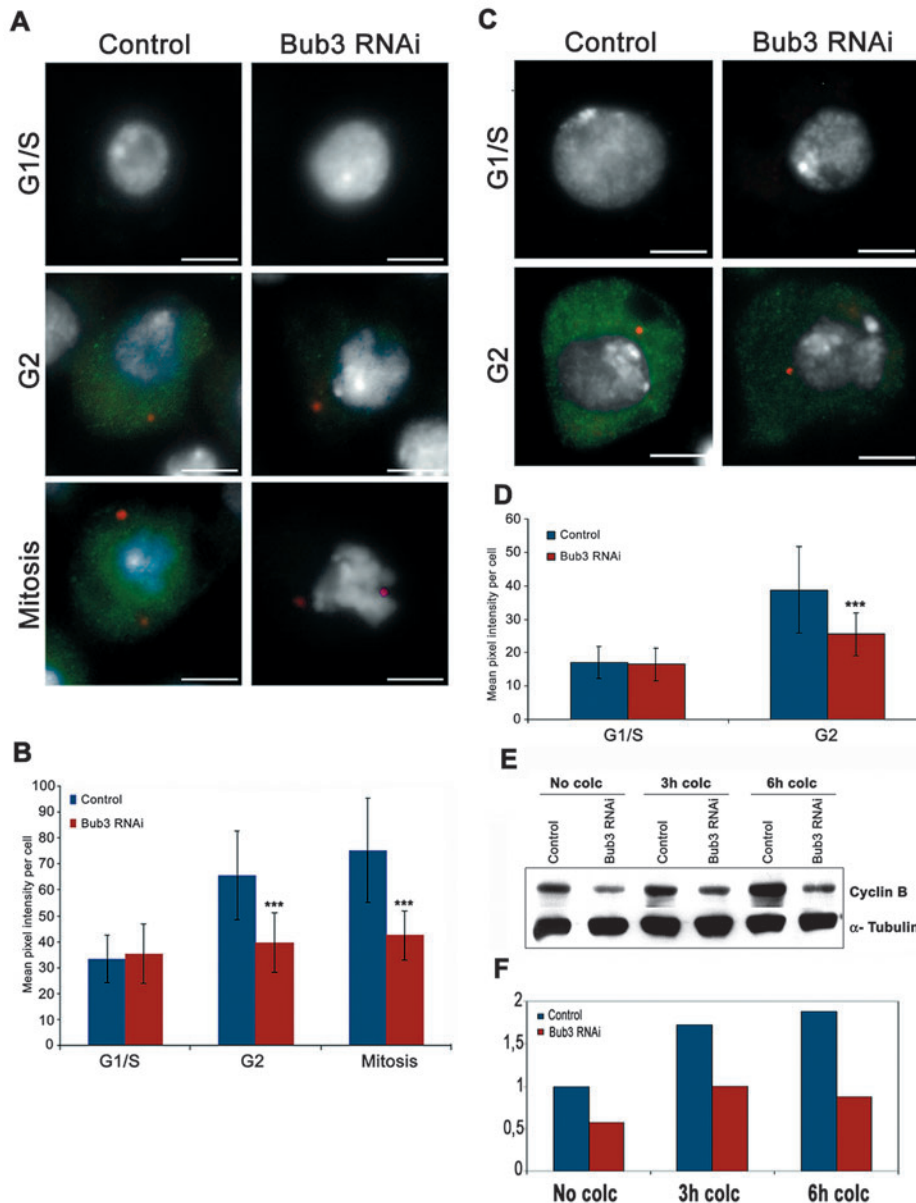 A
Control
Bub3 RNAi
G1/S
G2
Mitosis
B
Mean pixel intensity per cell
100
90
80
70
60
50
40
30
20
10
0
Control
Bub3 RNAi
***
***
G1/S
G2
Mitosis
C
Control
Bub3 RNAi
G1/S
G2
D
Mean pixel intensity per cell
60
50
40
30
20
10
0
Control
Bub3 RNAi
***
G1/S
G2
E
No colc
3h colc
6h colc
Control
Bub3 RNAi
Control
Bub3 RNAi
Control
Bub3 RNAi
Cyclin B
α- Tubulin
F
2
1,5
1
0,5
0
Control
Bub3 RNAi
No colc
3h colc
6h colc